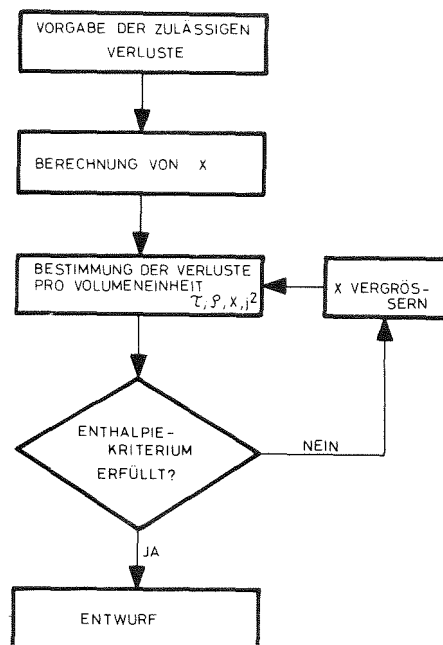 VORGABE DER ZULÄSSIGEN
VERLUSTE
BERECHNUNG VON X
BESTIMMUNG DER VERLUSTE
PRO VOLUMENEINHEIT
τ, ρ, X, j²
X VERGRÖS-
SERN
ENTHALPIE-
KRITERIUM
ERFÜLLT?
NEIN
JA
ENTWURF